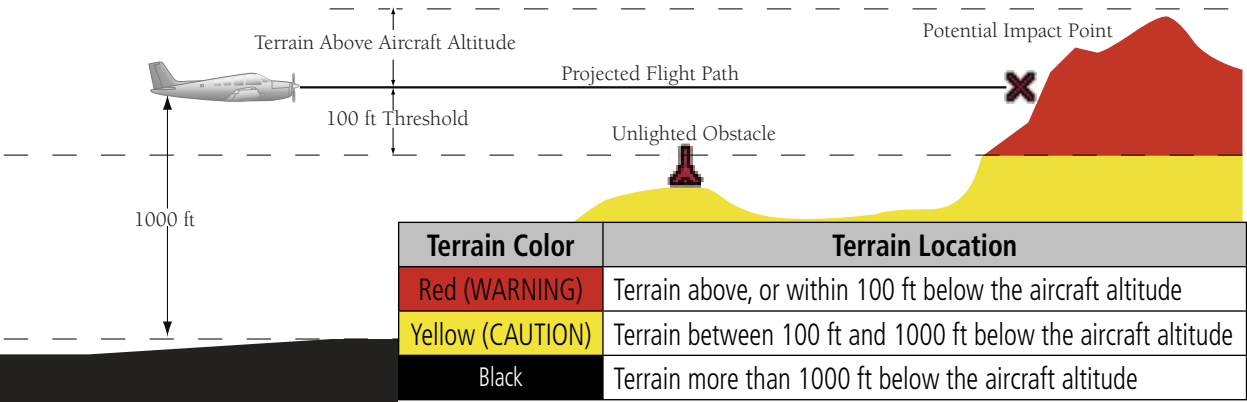 Potential Impact Point
Terrain Above Aircraft Altitude
Projected Flight Path
100 ft Threshold
Unlighted Obstacle
1000 ft
Terrain Color Terrain Location
Red (WARNING) Terrain above, or within 100 ft below the aircraft altitude
Yellow (CAUTION) Terrain between 100 ft and 1000 ft below the aircraft altitude
Black Terrain more than 1000 ft below the aircraft altitude